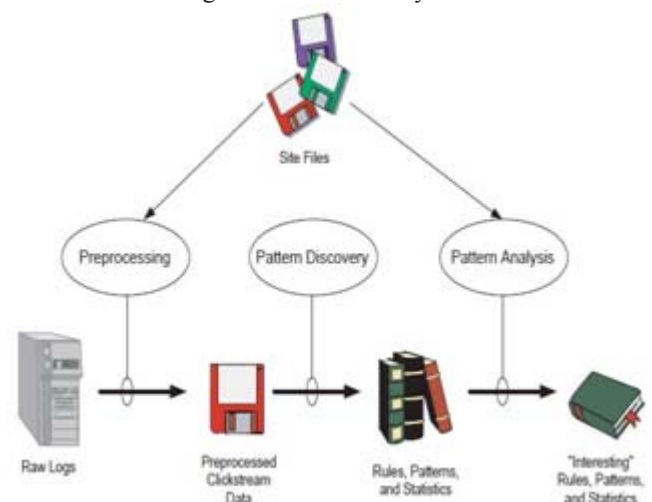 Site Files
Preprocessing
Pattern Discovery
Pattern Analysis
Raw Logs
Preprocessed
Clickstream
Data
Rules, Patterns,
and Statistics
"Interesting"
Rules, Patterns,
and Statistics